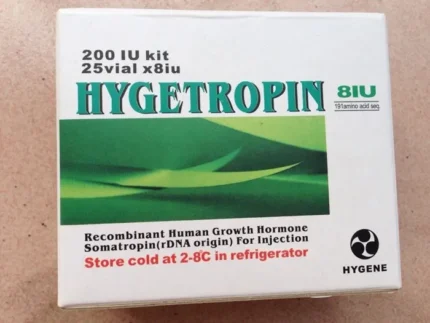 200 IU kit
25vial x8iu
HYGETROPIN 8IU
191amino acid seq.
Recombinant Human Growth Hormone
Somatropin(rDNA origin) For Injection
Store cold at 2-8℃ in refrigerator
HYGENE